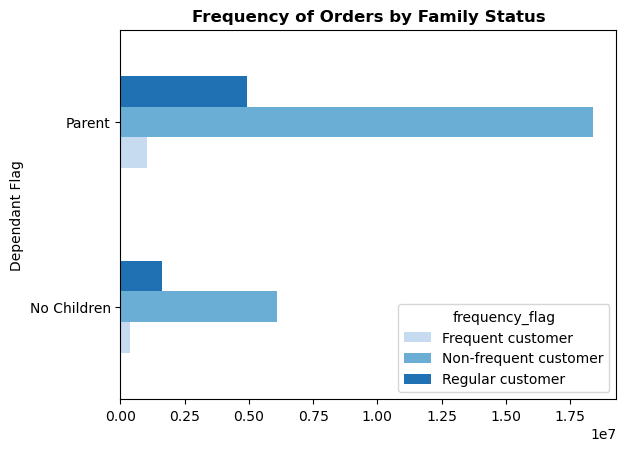 Frequency of Orders by Family Status
Dependant Flag
Parent
No Children
frequency_flag
Frequent customer
Non-frequent customer
Regular customer
0.00 0.25 0.50 0.75 1.00 1.25 1.50 1.75
1e7